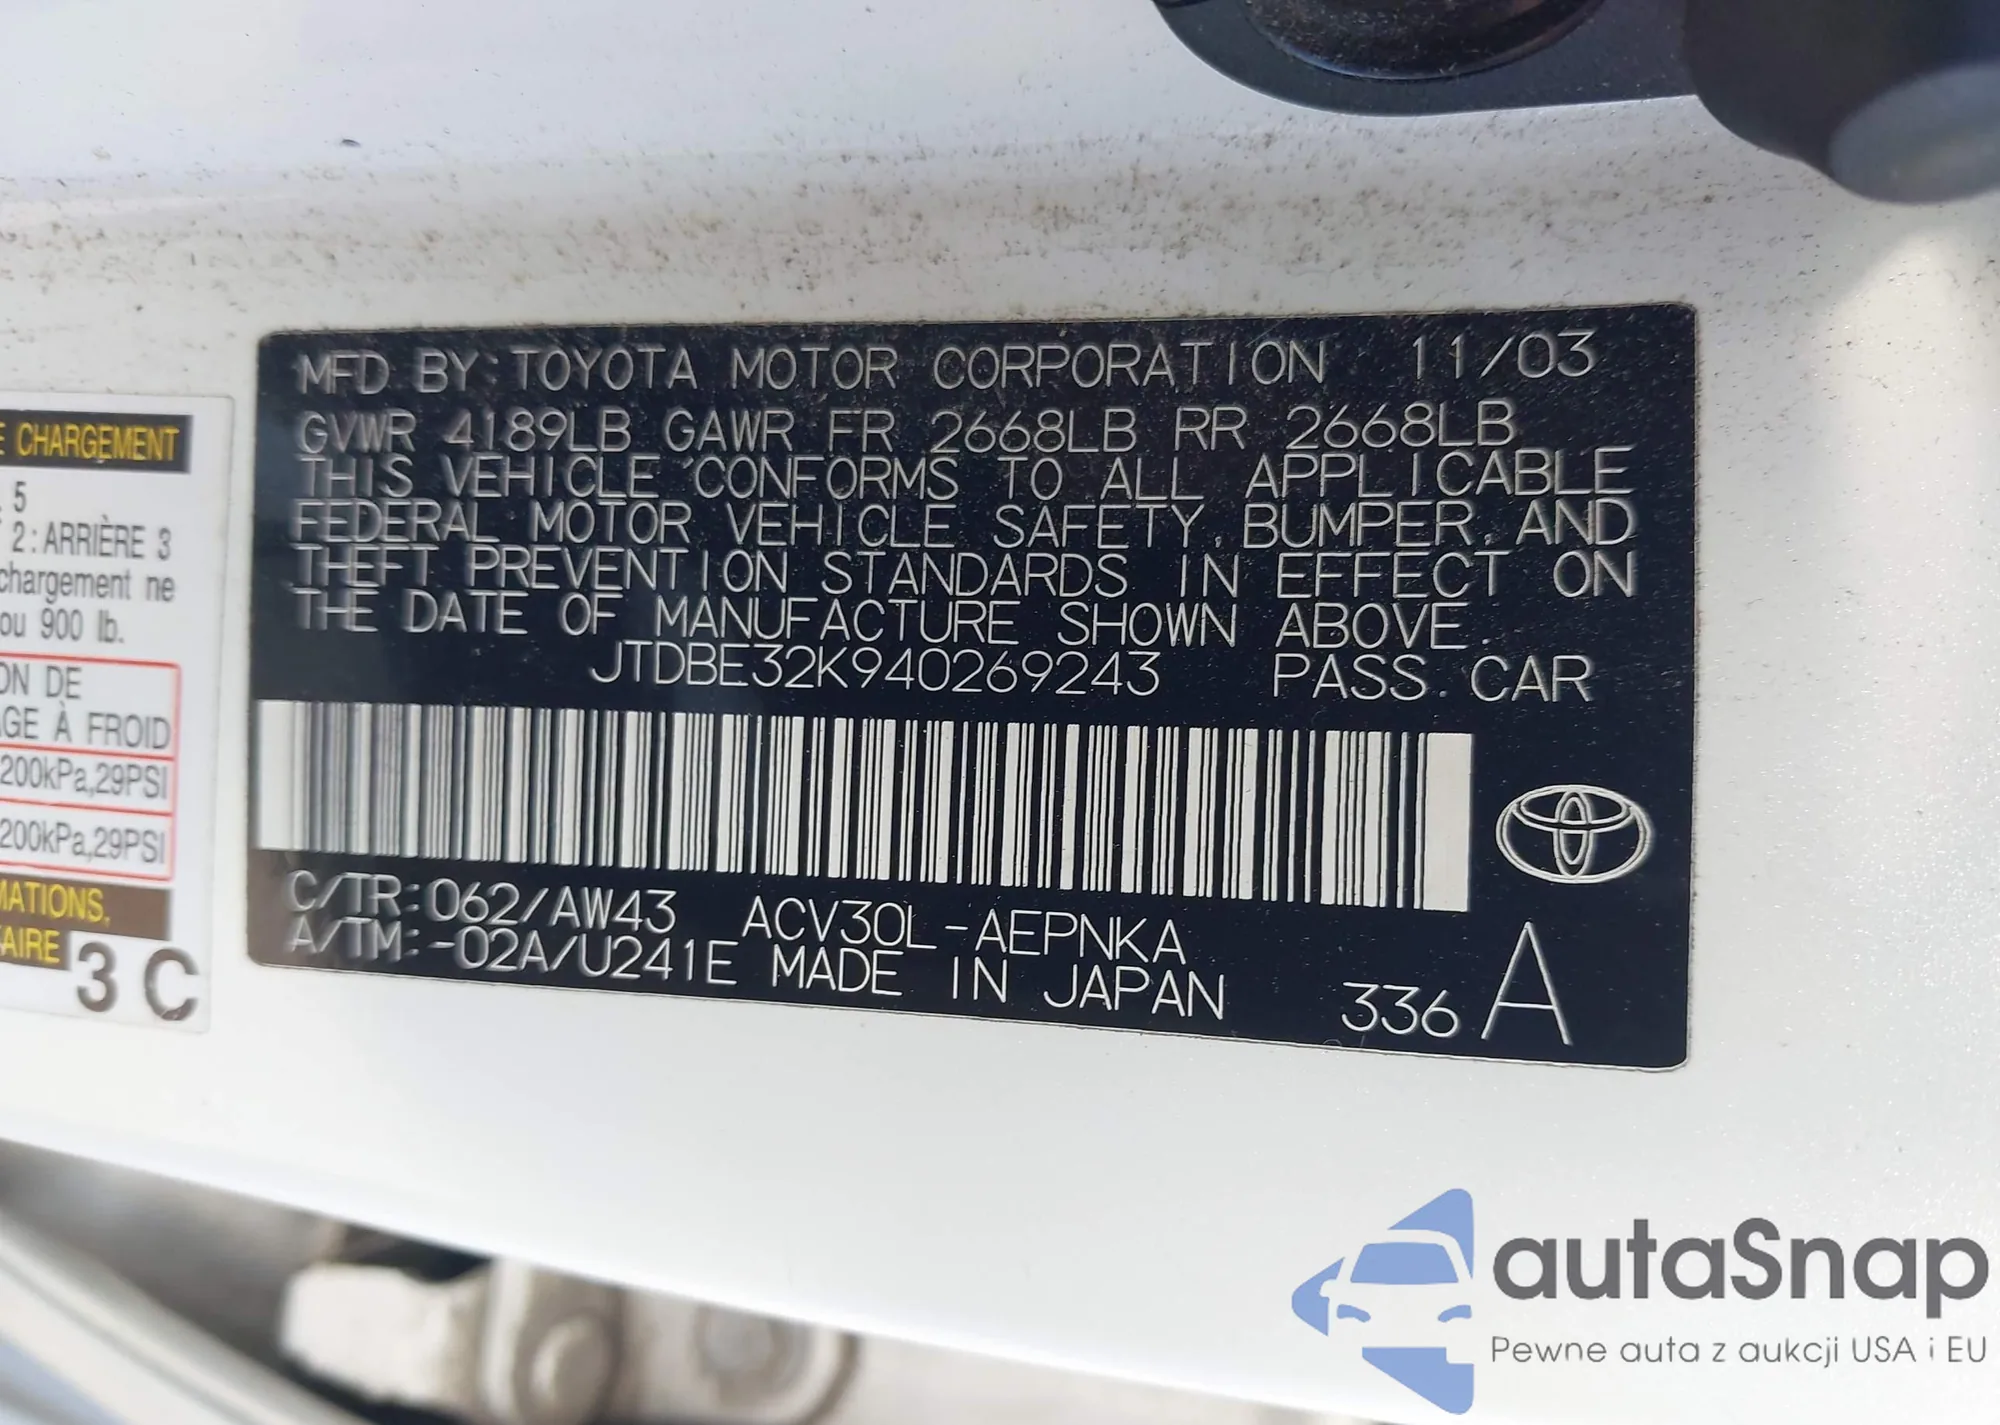 MFD BY: TOYOTA MOTOR CORPORATION 11/03
GVWR 4189LB GAWR FR 2668LB RR 2668LB
THIS VEHICLE CONFORMS TO ALL APPLICABLE
FEDERAL MOTOR VEHICLE SAFETY, BUMPER, AND
THEFT PREVENTION STANDARDS IN EFFECT ON
THE DATE OF MANUFACTURE SHOWN ABOVE.
JTDBE32K940269243 PASS. CAR
C/TR: 062/AW43 ACV30L-AEPNKA
A/TM: -02A/U241E MADE IN JAPAN 336 A
E CHARGEMENT
5
2 : ARRIÈRE 3
chargement ne
ou 900 lb.
ON DE
AGE À FROID
200kPa,29PSI
200kPa,29PSI
MATIONS,
AIRE 3 C
autaSnap
Pewne auta z aukcji USA i EU